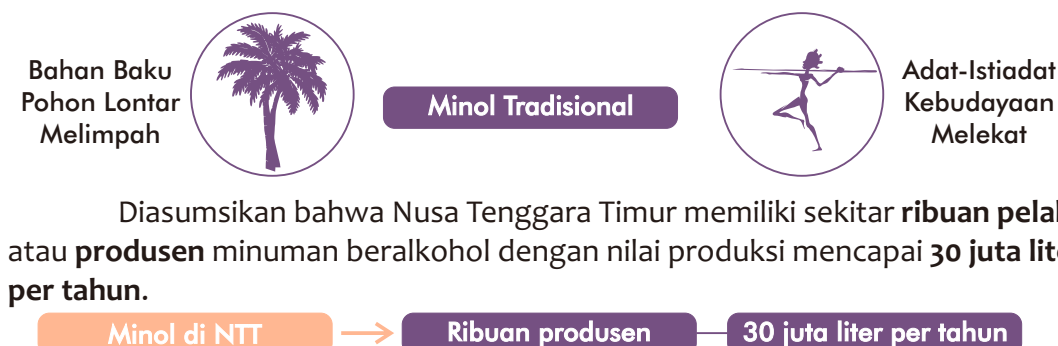 Bahan Baku
Pohon Lontar
Melimpah
Minol Tradisional
Adat-Istiadat
Kebudayaan
Melekat
Diasumsikan bahwa Nusa Tenggara Timur memiliki sekitar ribuan
atau produsen minuman beralkohol dengan nilai produksi mencapai 30 juta
per tahun.
Minol di NTT
Ribuan produsen
30 juta liter per tahun